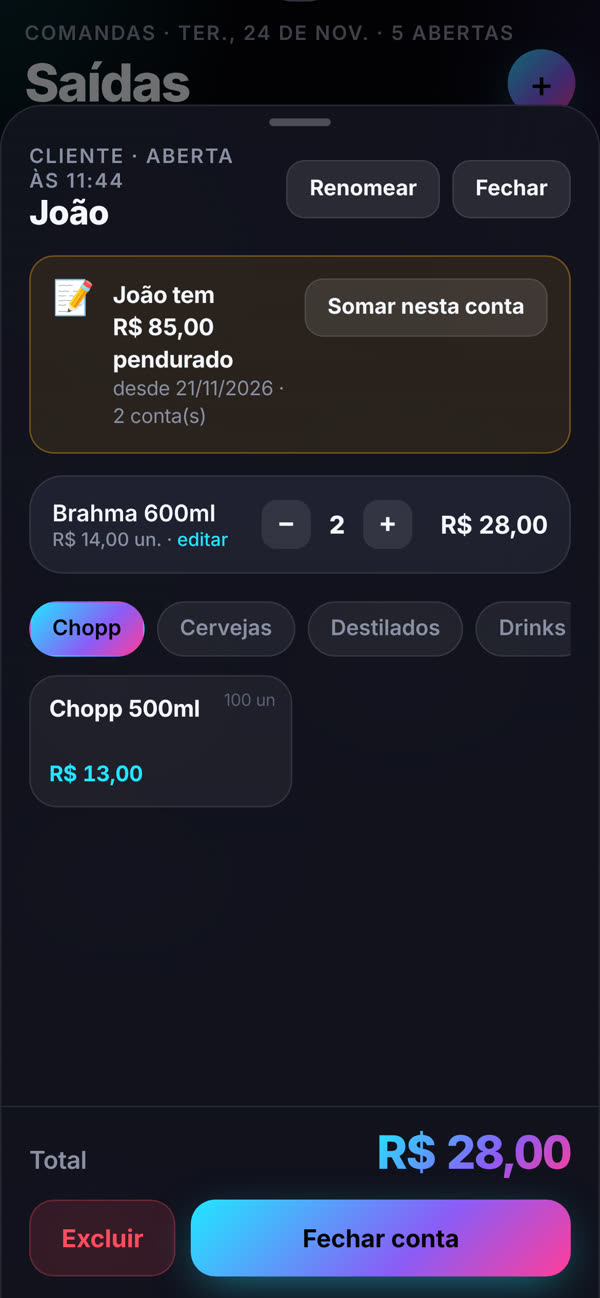 COMANDAS · TER., 24 DE NOV. · 5 ABERTAS
Saídas
+
CLIENTE · ABERTA
ÀS 11:44
João
Renomear
Fechar
João tem
R$ 85,00
pendurado
desde 21/11/2026 ·
2 conta(s)
Somar nesta conta
Brahma 600ml
R$ 14,00 un. · editar
− 2 +
R$ 28,00
Chopp
Cervejas
Destilados
Drinks
Chopp 500ml
100 un
R$ 13,00
Total
R$ 28,00
Excluir
Fechar conta